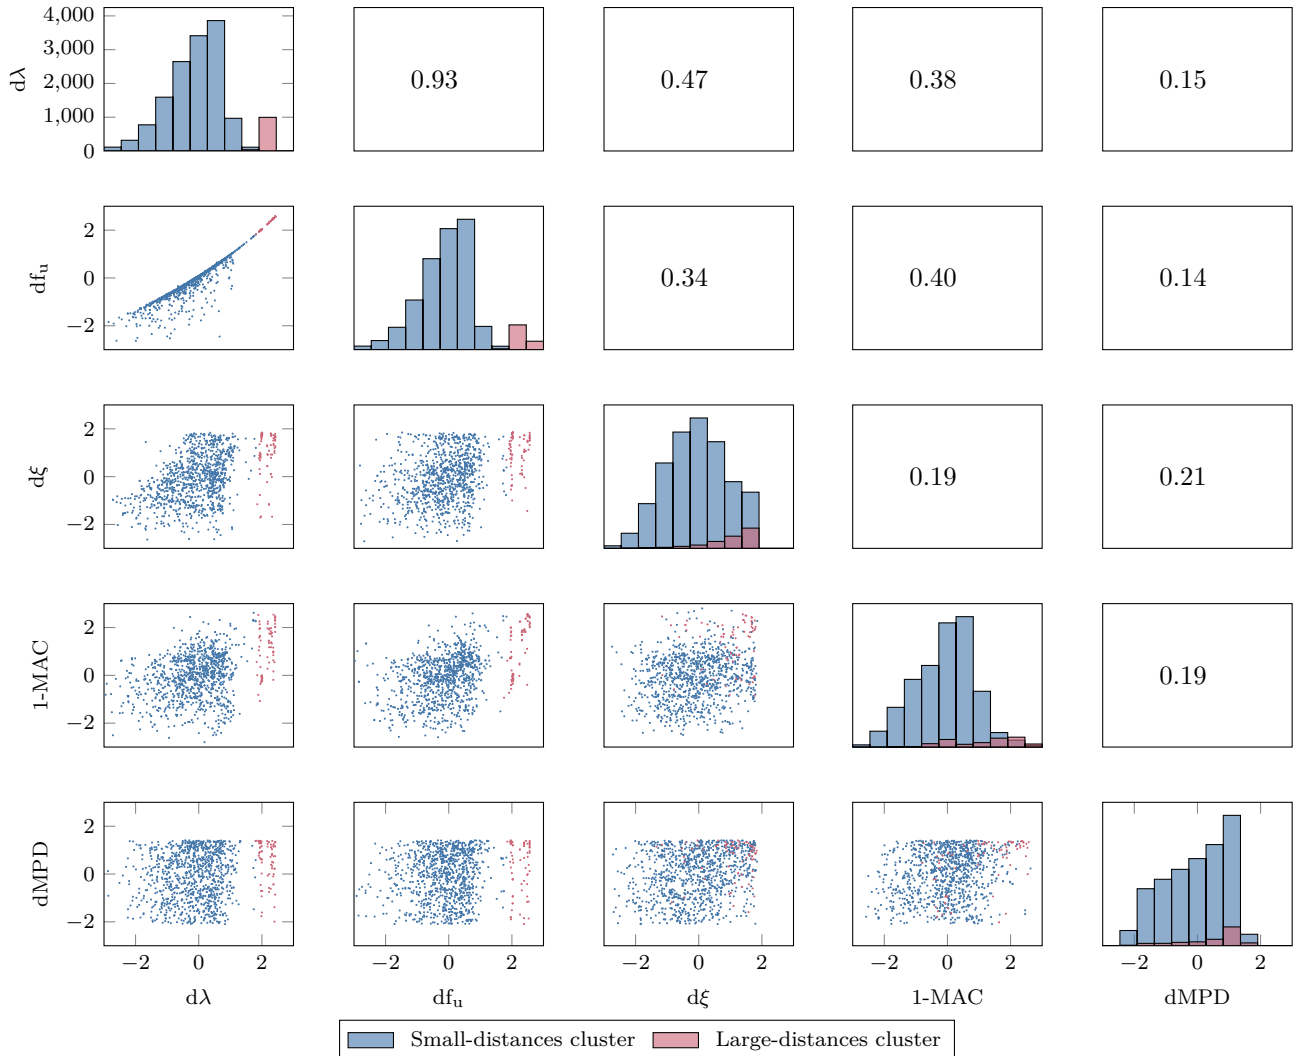 4,000
3,000
2,000
1,000
0
dλ
0.93
0.47
0.38
0.15
2
0
−2
df_u
0.34
0.40
0.14
2
0
−2
dξ
0.19
0.21
2
0
−2
1-MAC
0.19
2
0
−2
dMPD
−2 0 2
−2 0 2
−2 0 2
−2 0 2
−2 0 2
dλ
df_u
dξ
1-MAC
dMPD
Small-distances cluster
Large-distances cluster